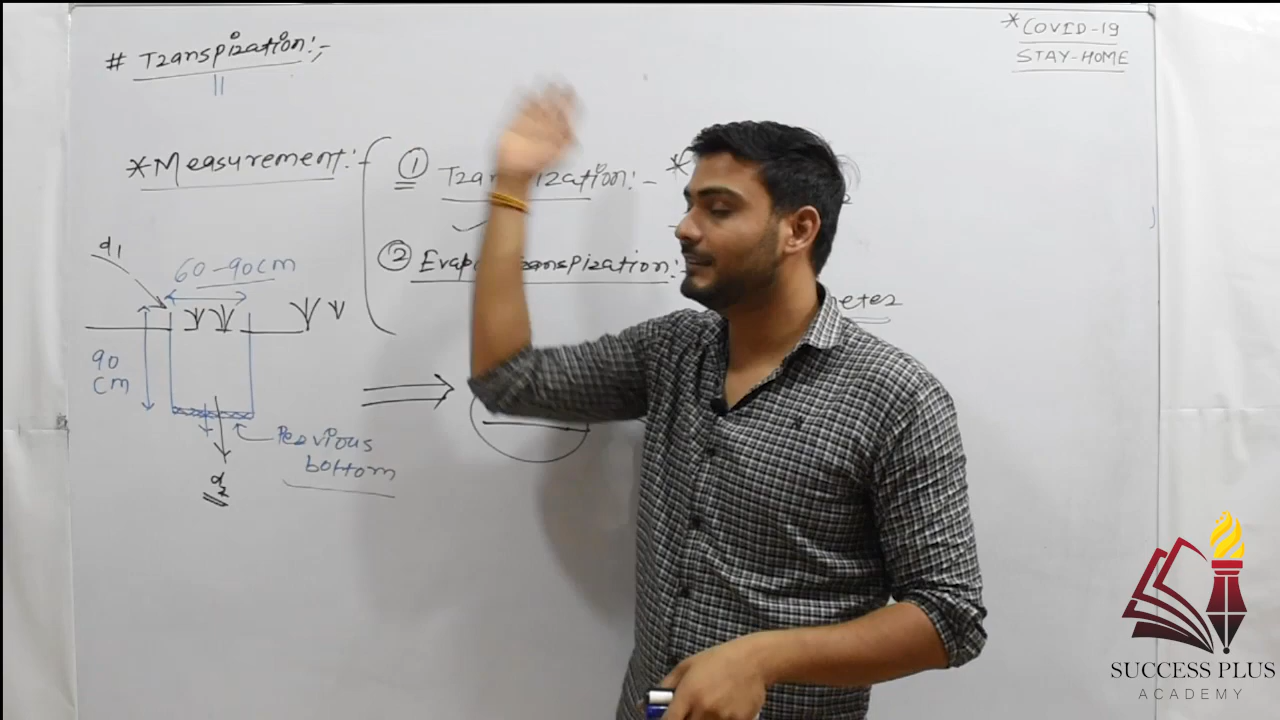 # Transpiration:-
* COVID-19
STAY-HOME
* Measurement:-
① :- *
② :-
d1
60-90cm
90
cm
Pervious
bottom
d2
SUCCESS PLUS
ACADEMY